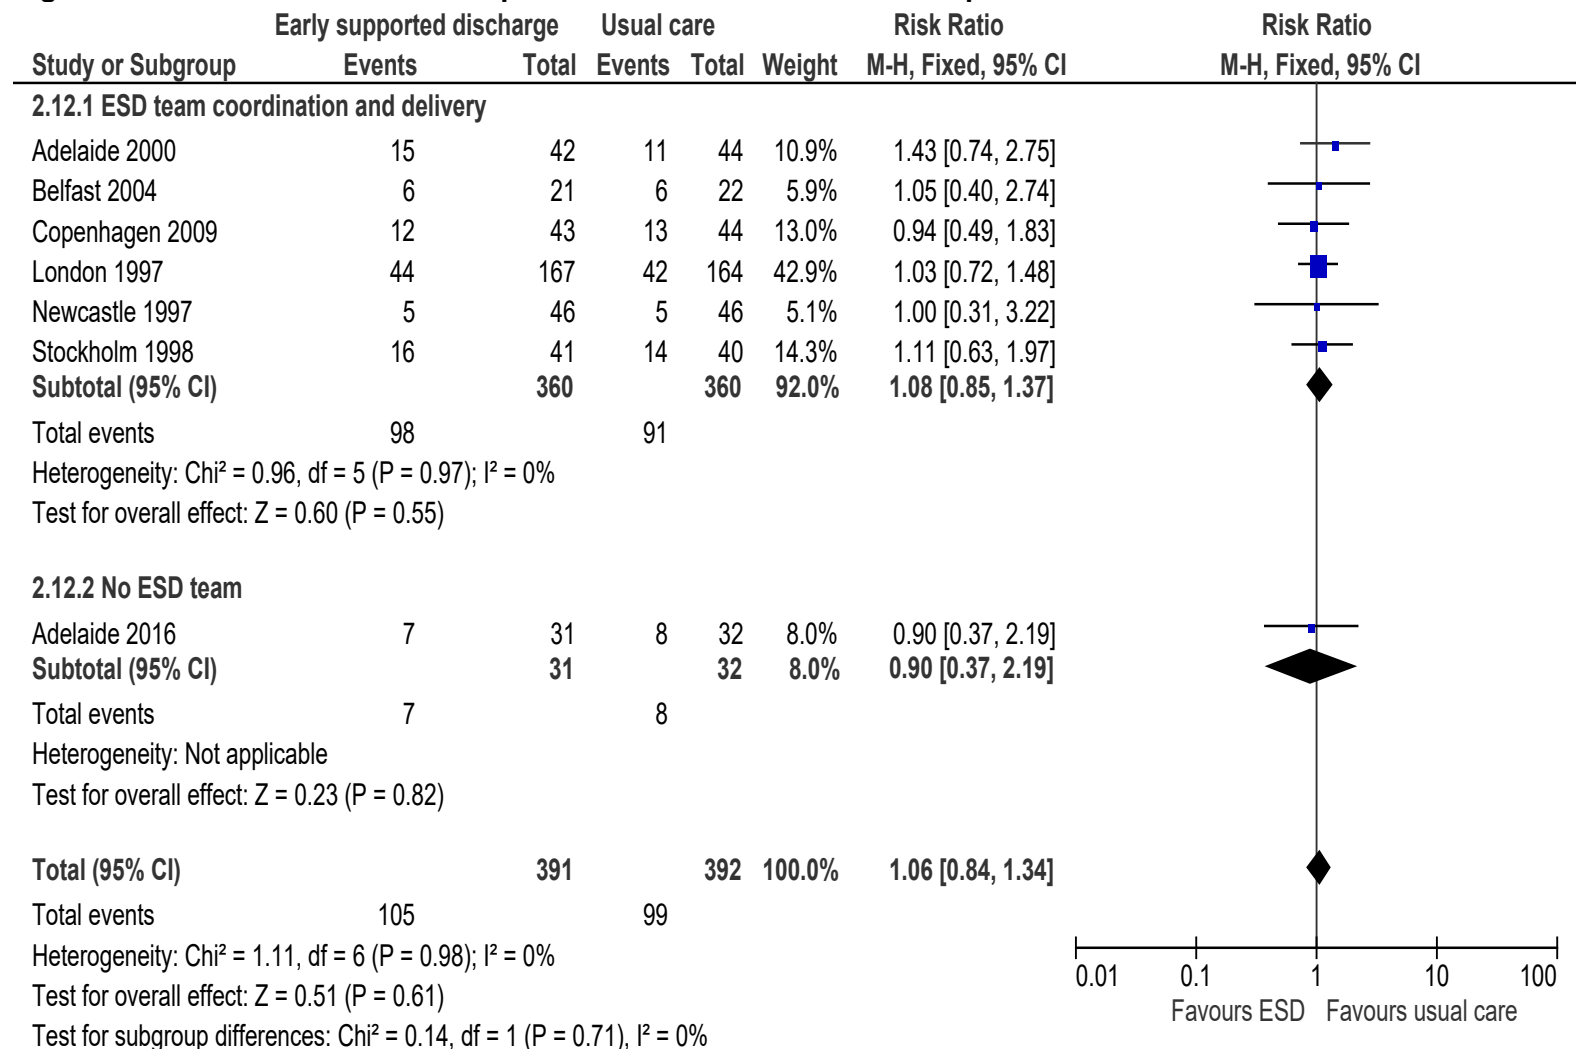 Early supported discharge Usual care Risk Ratio Risk Ratio
Study or Subgroup Events Total Events Total Weight M-H, Fixed, 95% CI M-H, Fixed, 95% CI
2.12.1 ESD team coordination and delivery
Adelaide 2000 15 42 11 44 10.9% 1.43 [0.74, 2.75]
Belfast 2004 6 21 6 22 5.9% 1.05 [0.40, 2.74]
Copenhagen 2009 12 43 13 44 13.0% 0.94 [0.49, 1.83]
London 1997 44 167 42 164 42.9% 1.03 [0.72, 1.48]
Newcastle 1997 5 46 5 46 5.1% 1.00 [0.31, 3.22]
Stockholm 1998 16 41 14 40 14.3% 1.11 [0.63, 1.97]
Subtotal (95% CI) 360 360 92.0% 1.08 [0.85, 1.37]
Total events 98 91
Heterogeneity: Chi² = 0.96, df = 5 (P = 0.97); I² = 0%
Test for overall effect: Z = 0.60 (P = 0.55)
2.12.2 No ESD team
Adelaide 2016 7 31 8 32 8.0% 0.90 [0.37, 2.19]
Subtotal (95% CI) 31 32 8.0% 0.90 [0.37, 2.19]
Total events 7 8
Heterogeneity: Not applicable
Test for overall effect: Z = 0.23 (P = 0.82)
Total (95% CI) 391 392 100.0% 1.06 [0.84, 1.34]
Total events 105 99
Heterogeneity: Chi² = 1.11, df = 6 (P = 0.98); I² = 0%
Test for overall effect: Z = 0.51 (P = 0.61)
Test for subgroup differences: Chi² = 0.14, df = 1 (P = 0.71), I² = 0%
0.01 0.1 1 10 100
Favours ESD Favours usual care